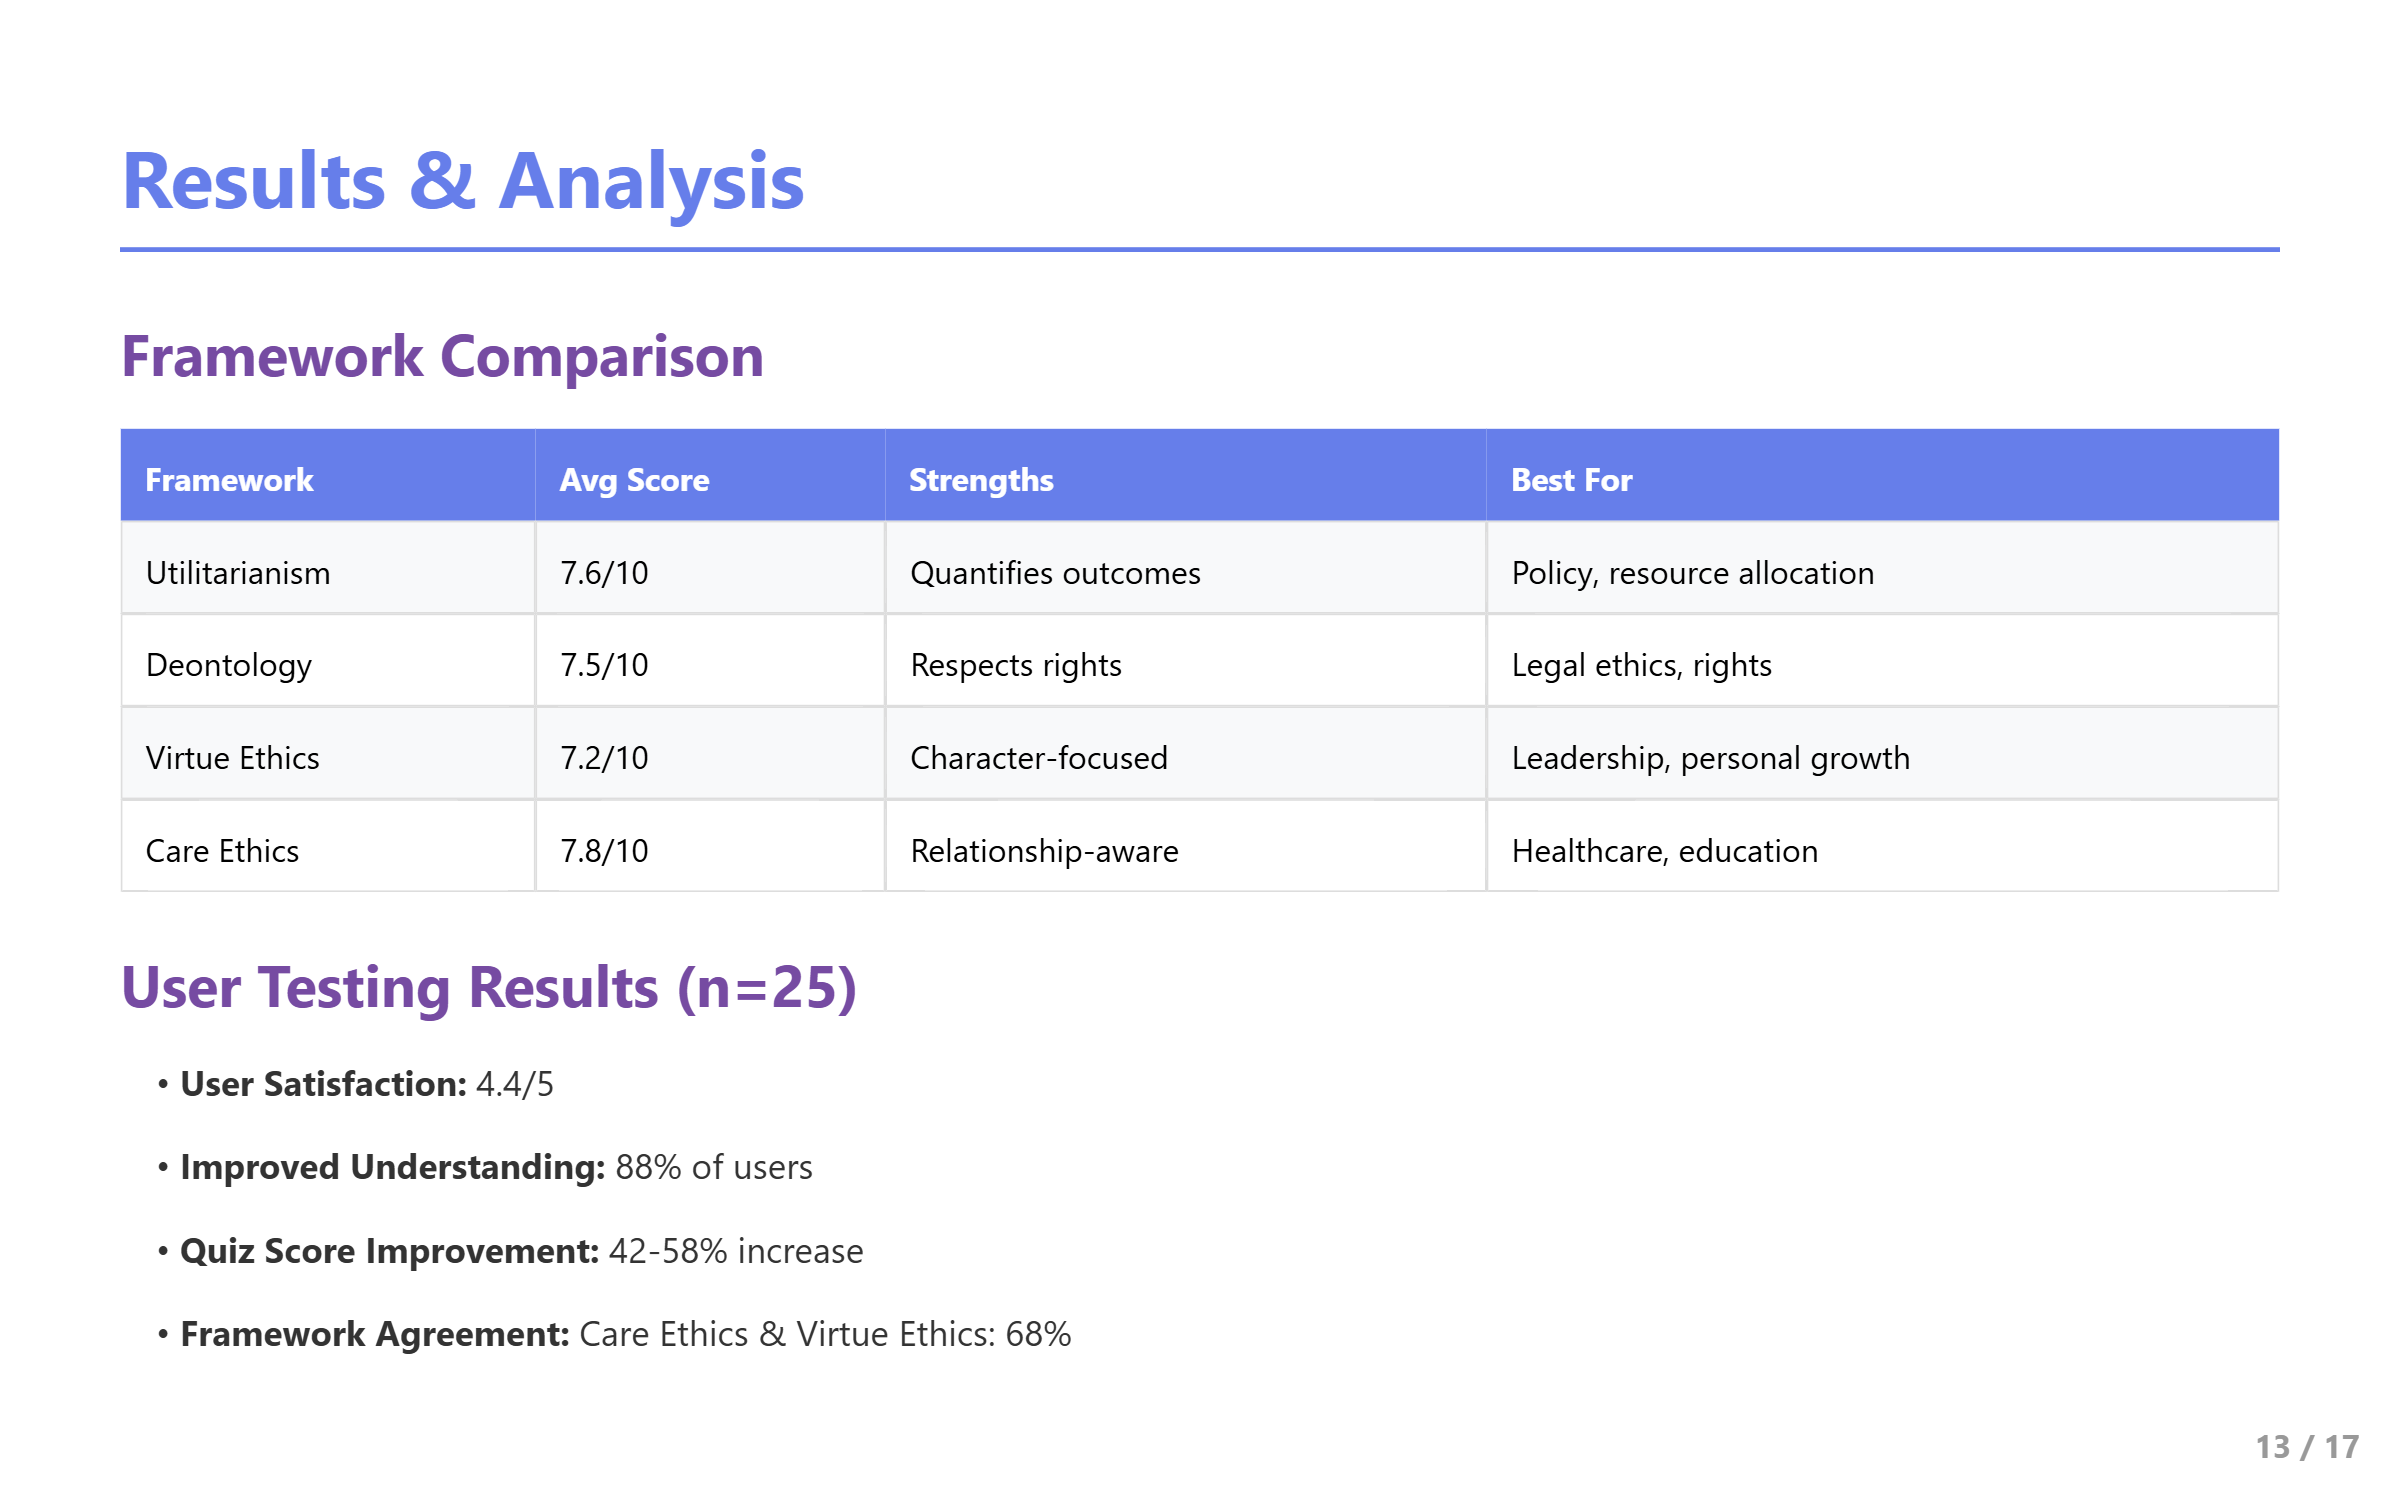 Results & Analysis
Framework Comparison
Framework Avg Score Strengths Best For
Utilitarianism 7.6/10 Quantifies outcomes Policy, resource allocation
Deontology 7.5/10 Respects rights Legal ethics, rights
Virtue Ethics 7.2/10 Character-focused Leadership, personal growth
Care Ethics 7.8/10 Relationship-aware Healthcare, education
User Testing Results (n=25)
• User Satisfaction: 4.4/5
• Improved Understanding: 88% of users
• Quiz Score Improvement: 42-58% increase
• Framework Agreement: Care Ethics & Virtue Ethics: 68%
13 / 17